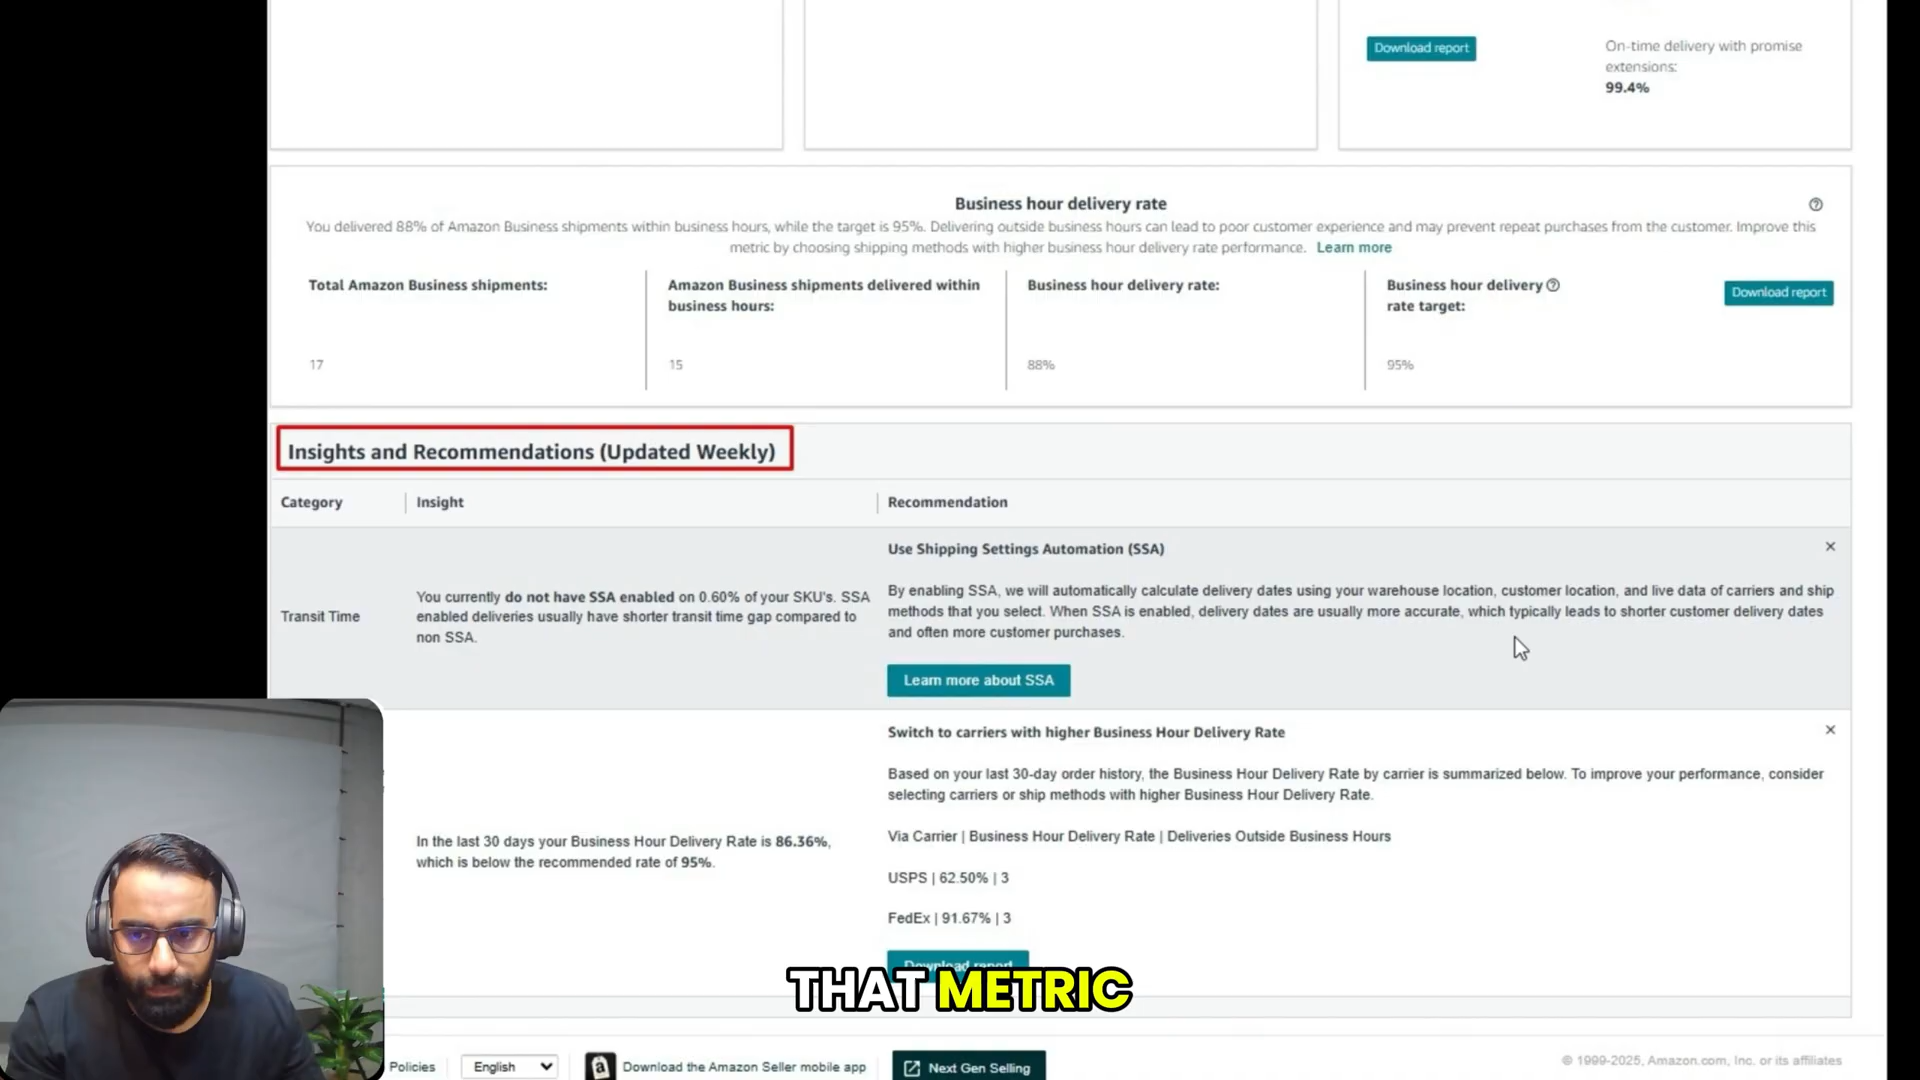 Download report
On-time delivery with promise
extensions:
99.4%
Business hour delivery rate
You delivered 88% of Amazon Business shipments within business hours, while the target is 95%. Delivering outside business hours can lead to poor customer experience and may prevent repeat purchases from the customer. Improve this
metric by choosing shipping methods with higher business hour delivery rate performance. Learn more
Total Amazon Business shipments:
17
Amazon Business shipments delivered within
business hours:
15
Business hour delivery rate:
88%
Business hour delivery
rate target:
95%
Download report
Insights and Recommendations (Updated Weekly)
Category
Insight
Recommendation
Transit Time
You currently do not have SSA enabled on 0.60% of your SKU's. SSA
enabled deliveries usually have shorter transit time gap compared to
non SSA.
Use Shipping Settings Automation (SSA)
By enabling SSA, we will automatically calculate delivery dates using your warehouse location, customer location, and live data of carriers and ship
methods that you select. When SSA is enabled, delivery dates are usually more accurate, which typically leads to shorter customer delivery dates
and often more customer purchases.
Learn more about SSA
In the last 30 days your Business Hour Delivery Rate is 86.36%,
which is below the recommended rate of 95%.
Switch to carriers with higher Business Hour Delivery Rate
Based on your last 30-day order history, the Business Hour Delivery Rate by carrier is summarized below. To improve your performance, consider
selecting carriers or ship methods with higher Business Hour Delivery Rate.
Via Carrier | Business Hour Delivery Rate | Deliveries Outside Business Hours
USPS | 62.50% | 3
FedEx | 91.67% | 3
Download report
THAT METRIC
Policies
English
Download the Amazon Seller mobile app
Next Gen Selling
© 1999-2025, Amazon.com, Inc. or its affiliates